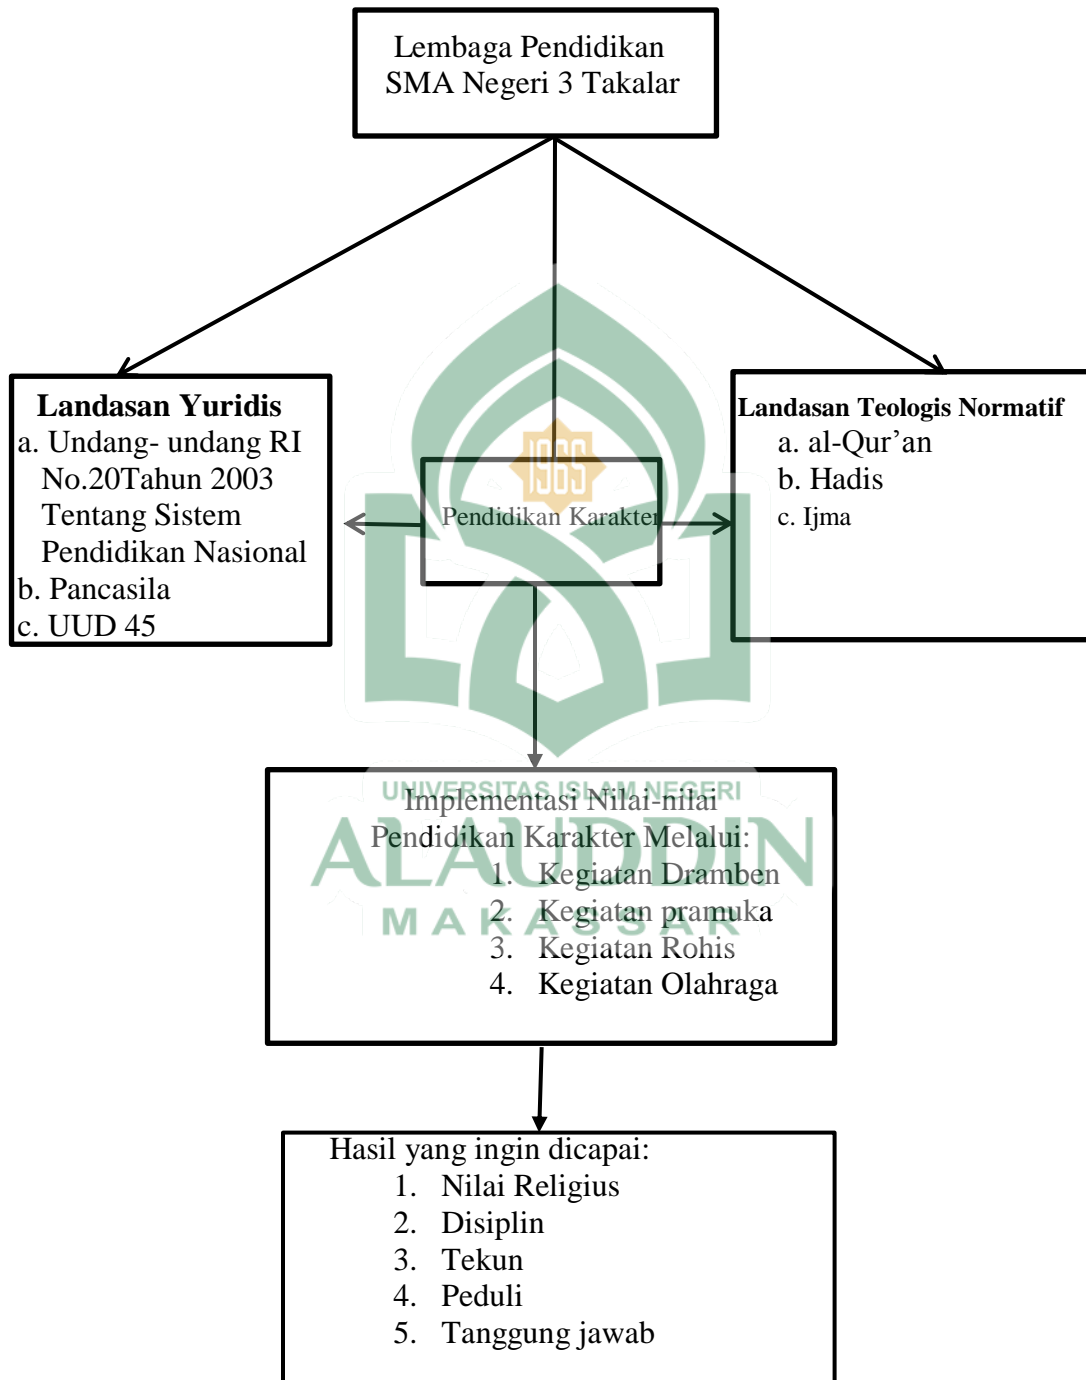 Lembaga Pendidikan
SMA Negeri 3 Takalar
Landasan Yuridis
a. Undang- undang RI
No.20Tahun 2003
Tentang Sistem
Pendidikan Nasional
b. Pancasila
c. UUD 45
Landasan Teologis Normatif
a. al-Qur’an
b. Hadis
c. Ijma
1965
Pendidikan Karakter
UNIVERSITAS ISLAM NEGERI
ALAUDDIN
MAKASSAR
Implementasi Nilai-nilai
Pendidikan Karakter Melalui:
1. Kegiatan Dramben
2. Kegiatan pramuka
3. Kegiatan Rohis
4. Kegiatan Olahraga
Hasil yang ingin dicapai:
1. Nilai Religius
2. Disiplin
3. Tekun
4. Peduli
5. Tanggung jawab